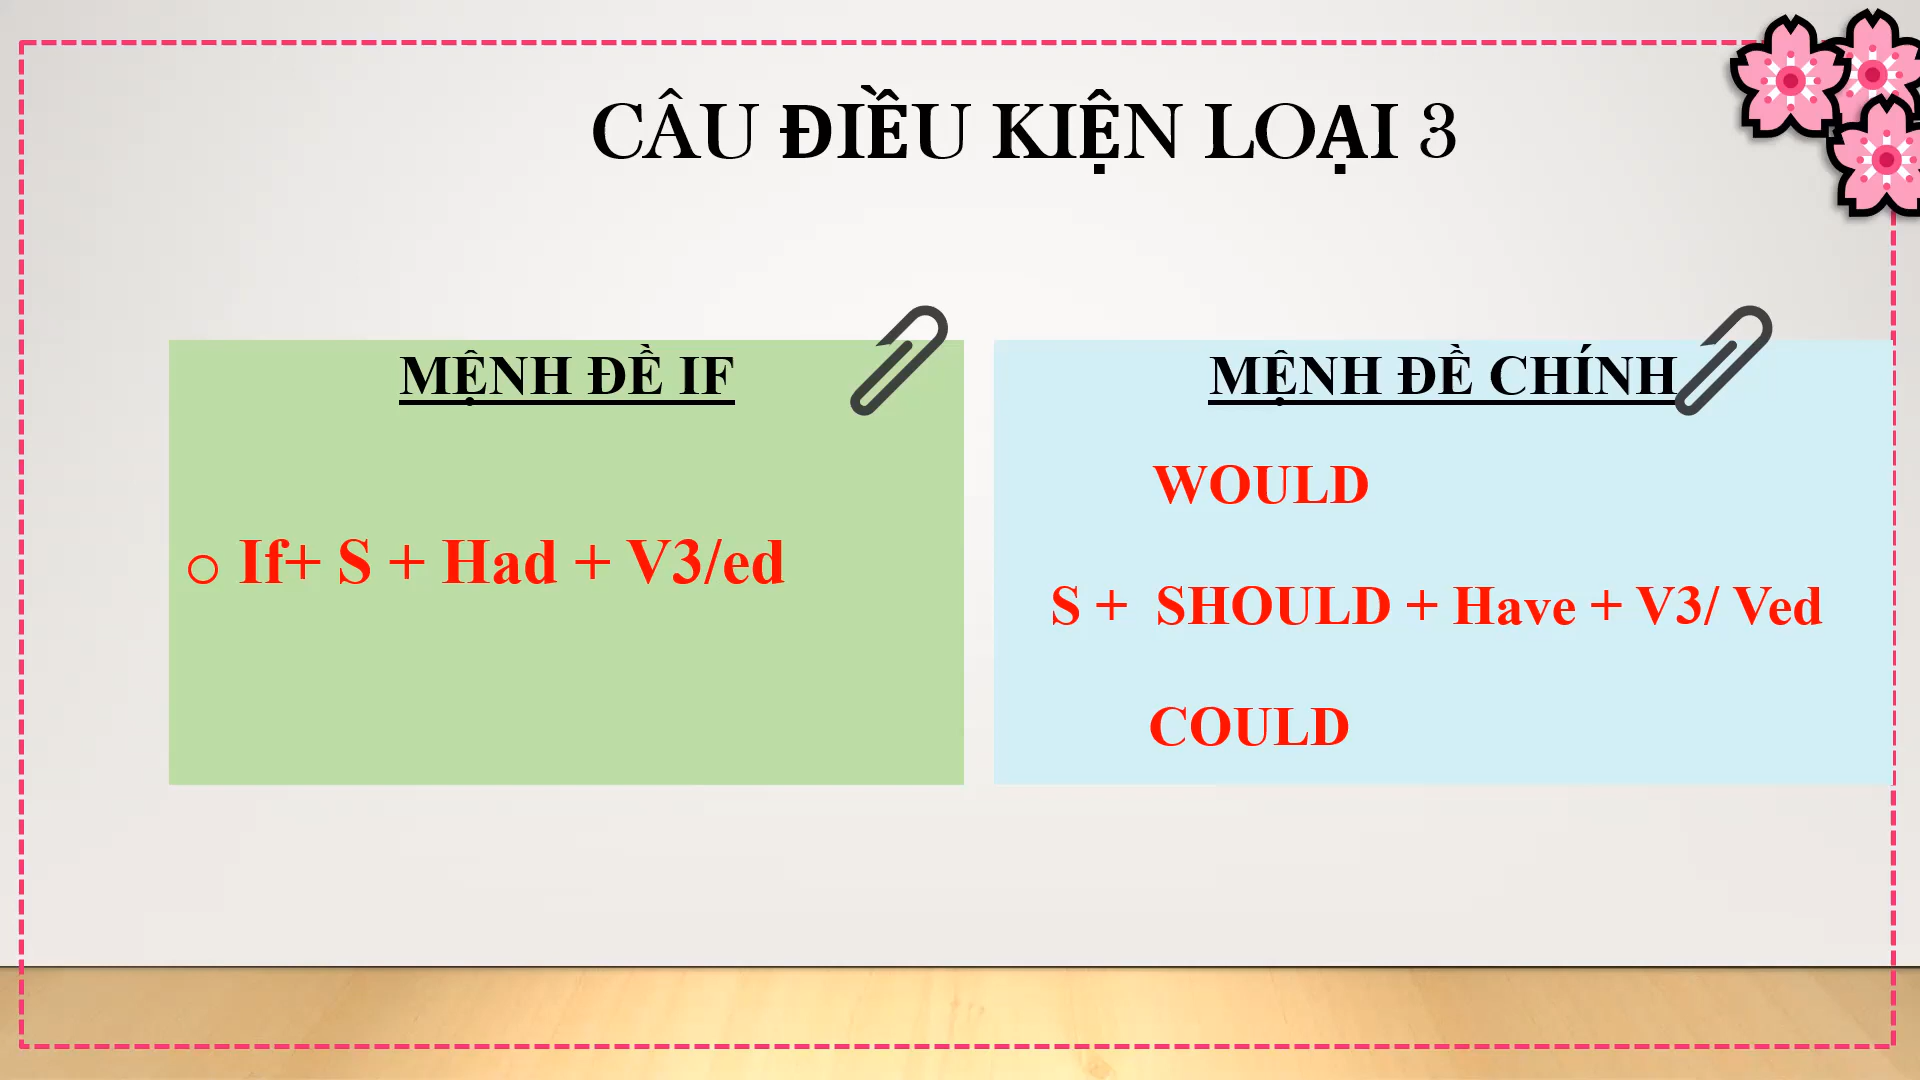 CÂU ĐIỀU KIỆN LOẠI 3
MỆNH ĐỀ IF
If+ S + Had + V3/ed
MỆNH ĐỀ CHÍNH
WOULD
S + SHOULD + Have + V3/ Ved
COULD